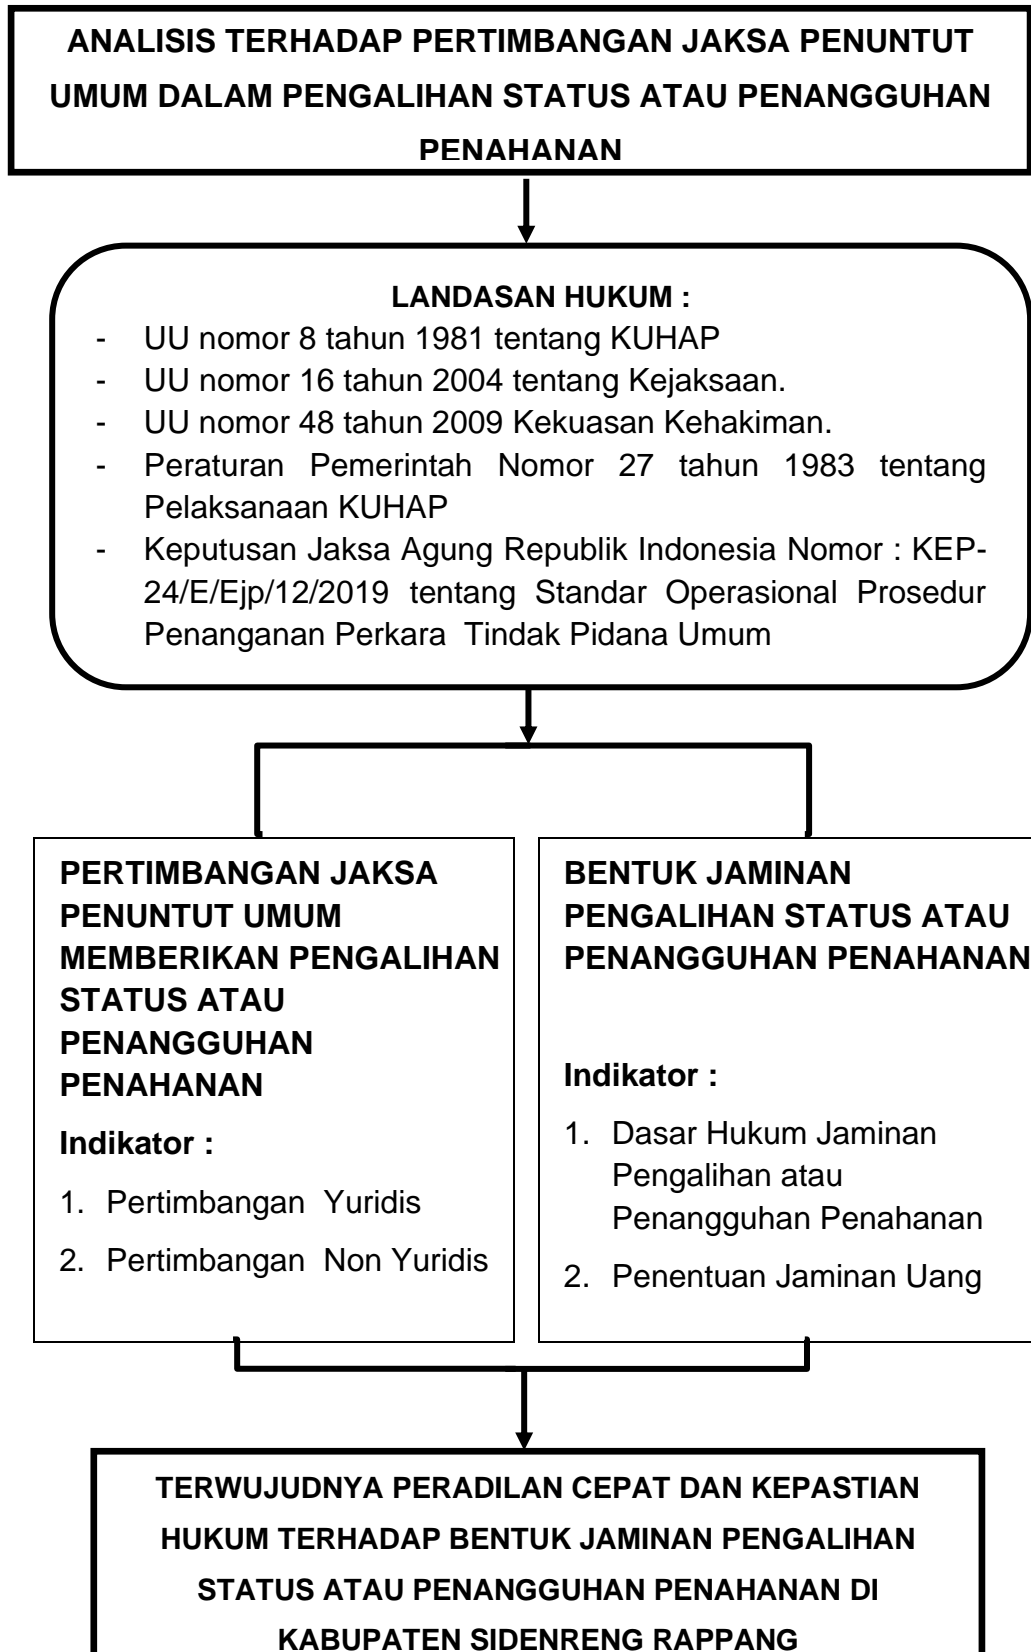 ANALISIS TERHADAP PERTIMBANGAN JAKSA PENUNTUT
UMUM DALAM PENGALIHAN STATUS ATAU PENANGGUHAN
PENAHANAN
LANDASAN HUKUM :
- UU nomor 8 tahun 1981 tentang KUHAP
- UU nomor 16 tahun 2004 tentang Kejaksaan.
- UU nomor 48 tahun 2009 Kekuasan Kehakiman.
- Peraturan Pemerintah Nomor 27 tahun 1983 tentang
Pelaksanaan KUHAP
- Keputusan Jaksa Agung Republik Indonesia Nomor : KEP-
24/E/Ejp/12/2019 tentang Standar Operasional Prosedur
Penanganan Perkara Tindak Pidana Umum
PERTIMBANGAN JAKSA
PENUNTUT UMUM
MEMBERIKAN PENGALIHAN
STATUS ATAU
PENANGGUHAN
PENAHANAN
Indikator :
1. Pertimbangan Yuridis
2. Pertimbangan Non Yuridis
BENTUK JAMINAN
PENGALIHAN STATUS ATAU
PENANGGUHAN PENAHANAN
Indikator :
1. Dasar Hukum Jaminan
Pengalihan atau
Penangguhan Penahanan
2. Penentuan Jaminan Uang
TERWUJUDNYA PERADILAN CEPAT DAN KEPASTIAN
HUKUM TERHADAP BENTUK JAMINAN PENGALIHAN
STATUS ATAU PENANGGUHAN PENAHANAN DI
KABUPATEN SIDENRENG RAPPANG